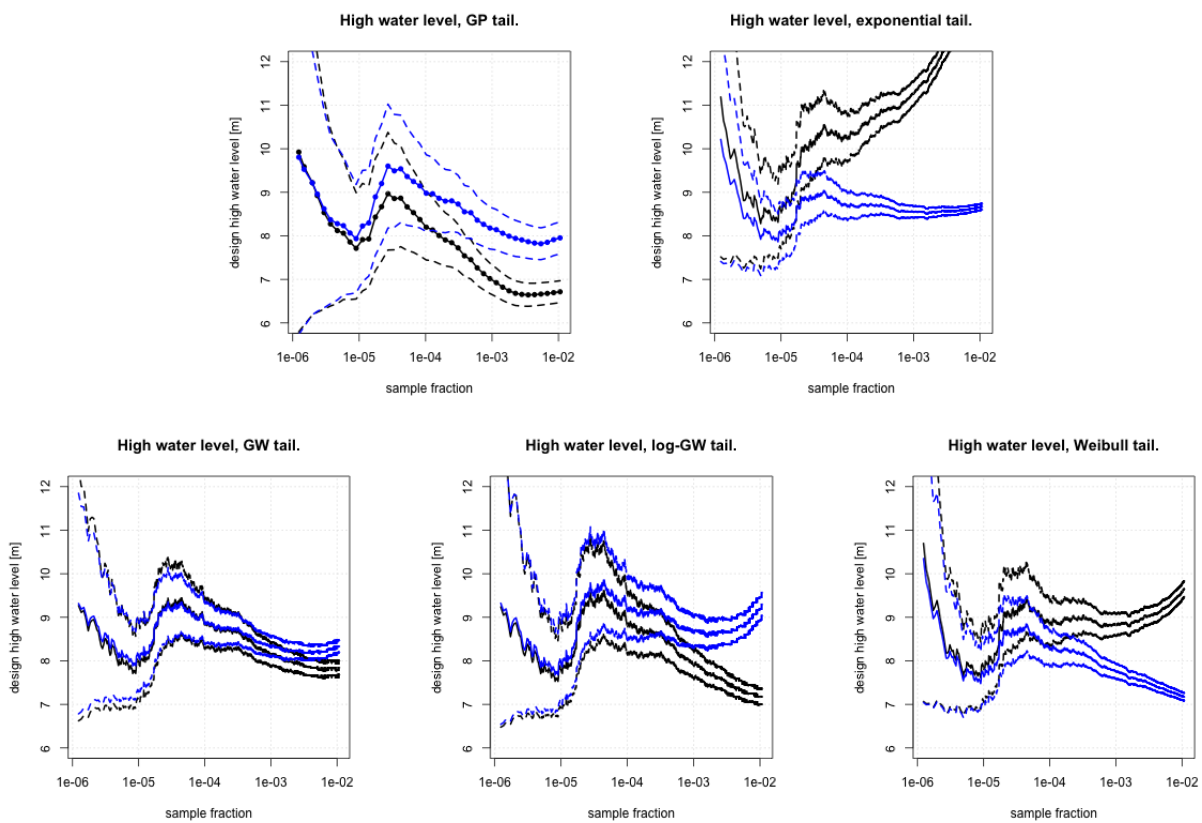 High water level, GP tail.
design high water level [m]
12
11
10
9
8
7
6
1e-06 1e-05 1e-04 1e-03 1e-02
sample fraction
High water level, exponential tail.
design high water level [m]
12
11
10
9
8
7
6
1e-06 1e-05 1e-04 1e-03 1e-02
sample fraction
High water level, GW tail.
design high water level [m]
12
11
10
9
8
7
6
1e-06 1e-05 1e-04 1e-03 1e-02
sample fraction
High water level, log-GW tail.
design high water level [m]
12
11
10
9
8
7
6
1e-06 1e-05 1e-04 1e-03 1e-02
sample fraction
High water level, Weibull tail.
design high water level [m]
12
11
10
9
8
7
6
1e-06 1e-05 1e-04 1e-03 1e-02
sample fraction